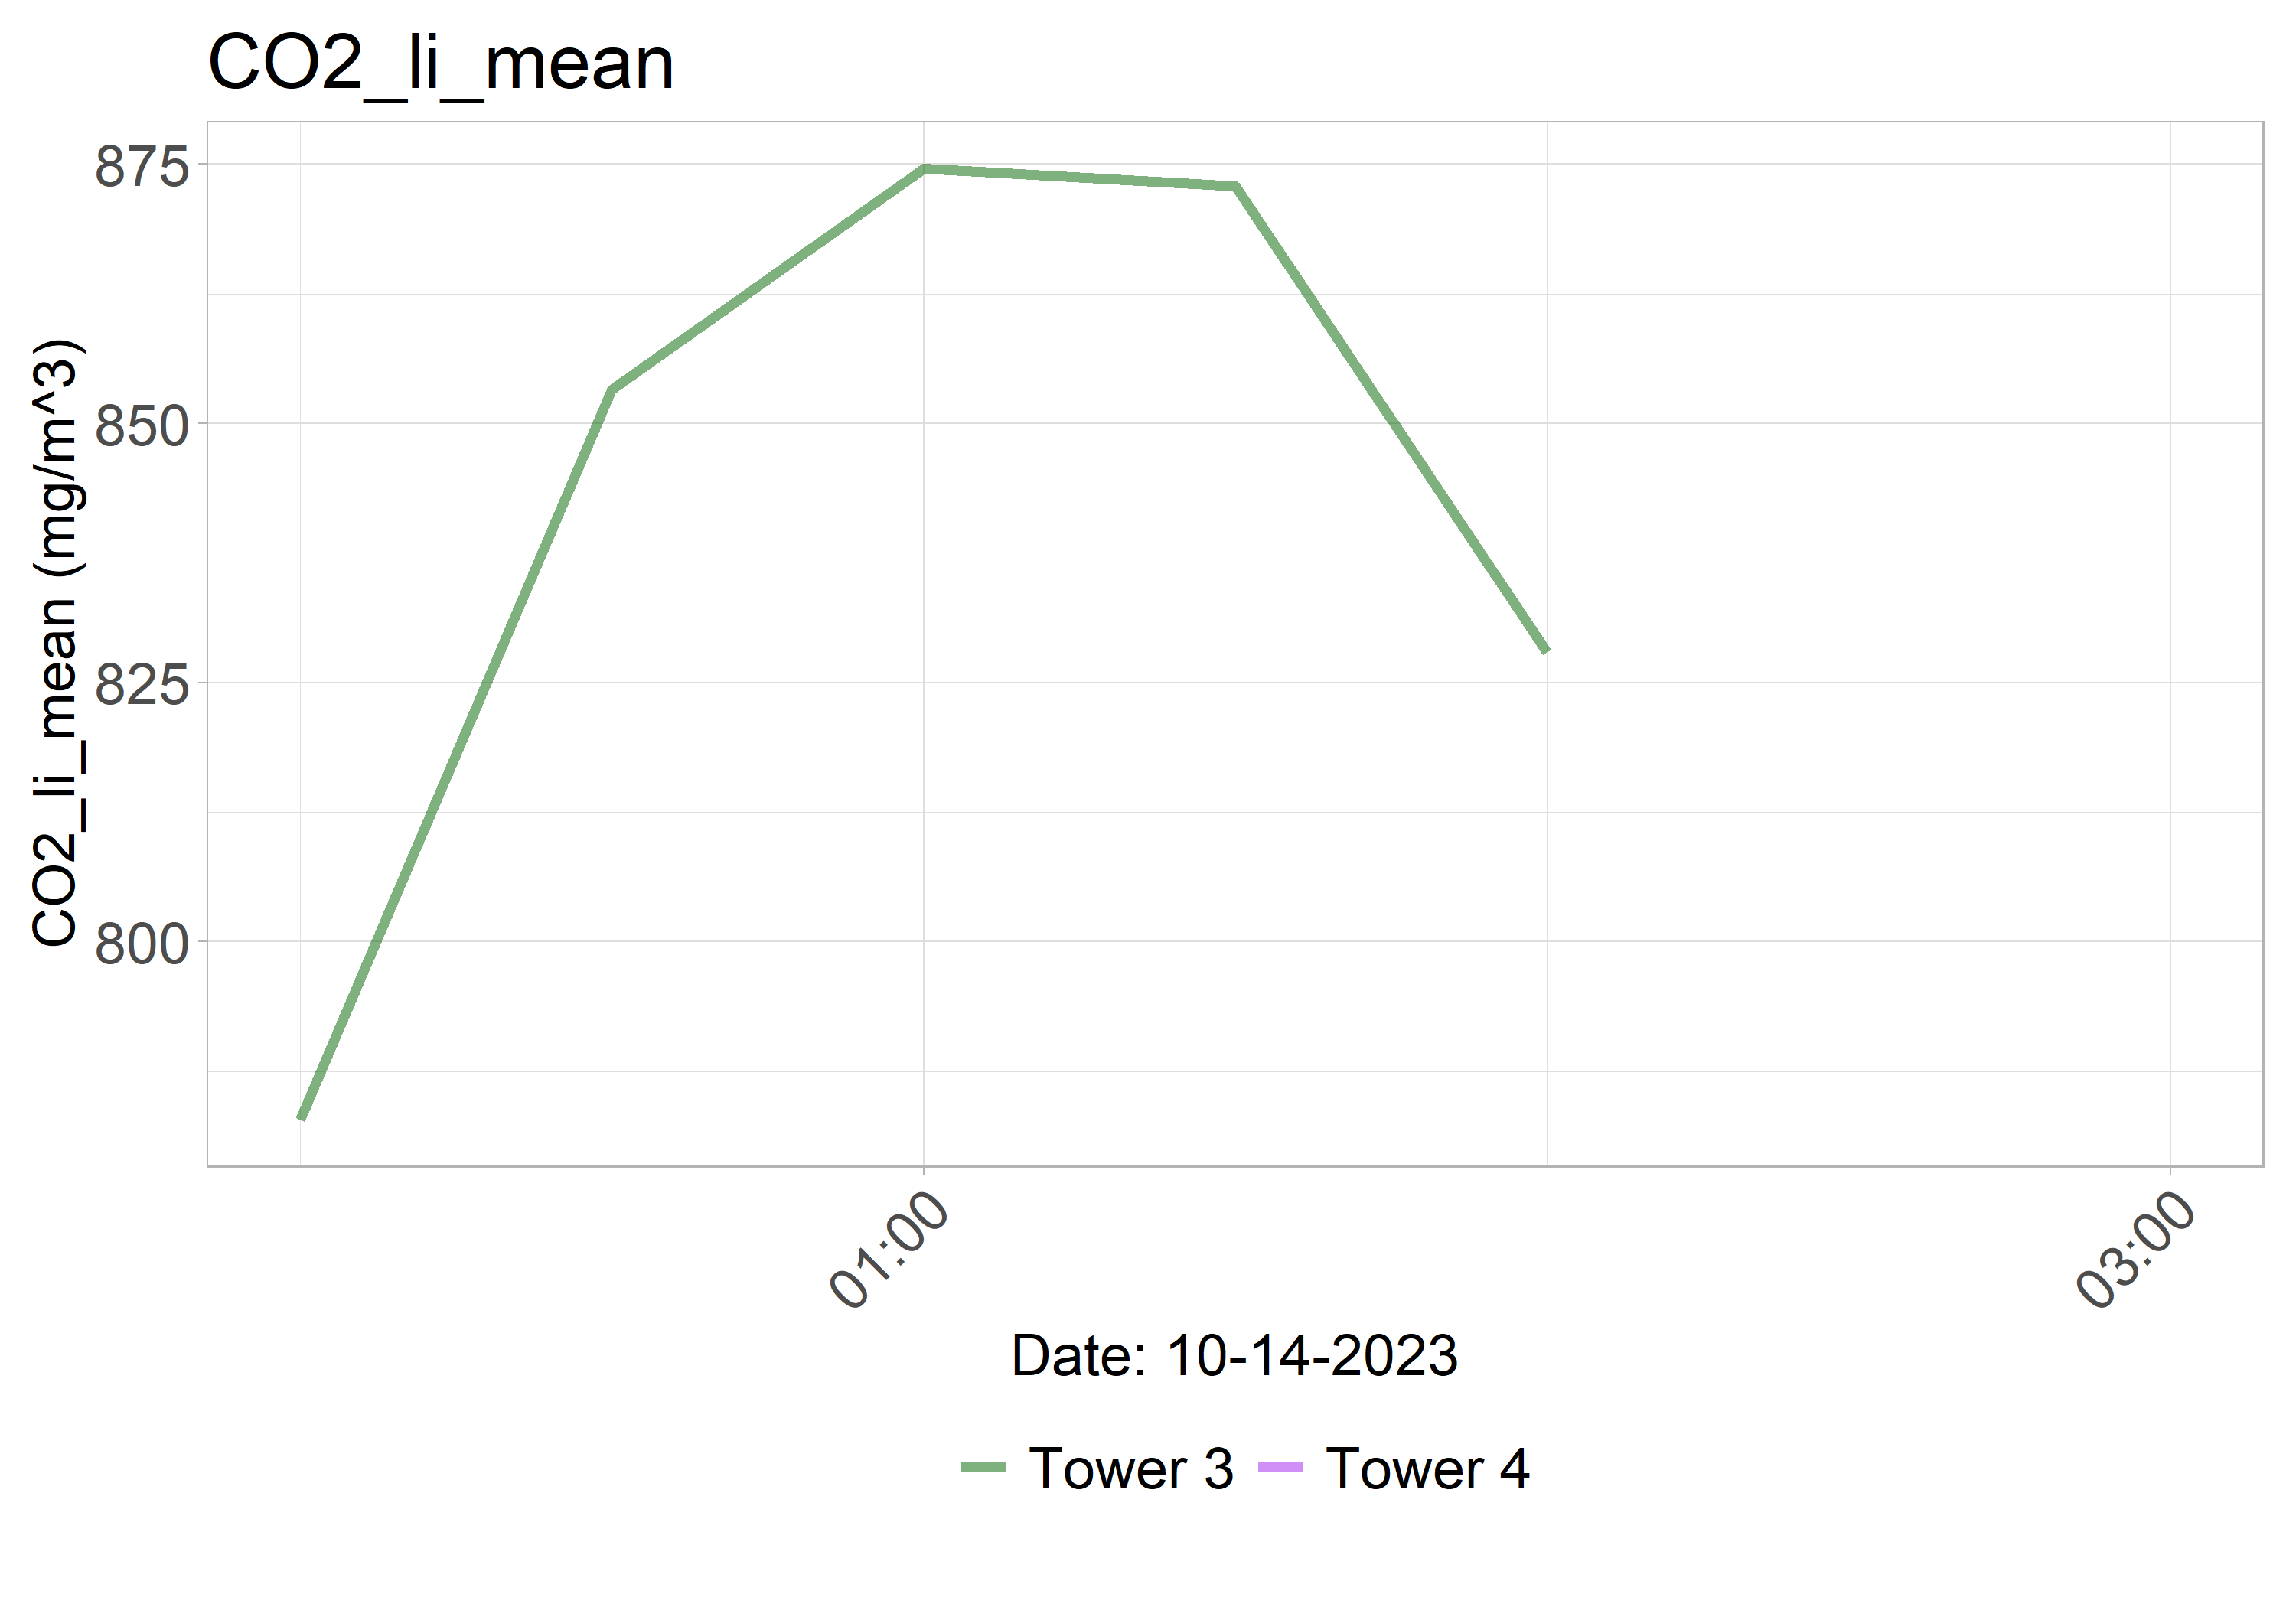 CO2_li_mean
CO2_li_mean (mg/m^3)
875
850
825
800
01:00
03:00
Date: 10-14-2023
Tower 3
Tower 4